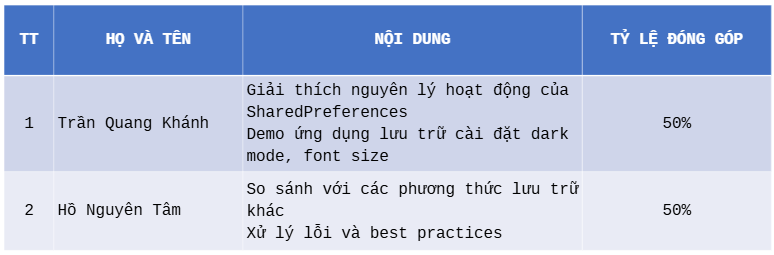 TT HỌ VÀ TÊN NỘI DUNG TỶ LỆ ĐÓNG GÓP
Giải thích nguyên lý hoạt động của
SharedPreferences
1 Trần Quang Khánh 50%
Demo ứng dụng lưu trữ cài đặt dark
mode, font size
So sánh với các phương thức lưu trữ
khác
2 Hồ Nguyên Tâm 50%
Xử lý lỗi và best practices